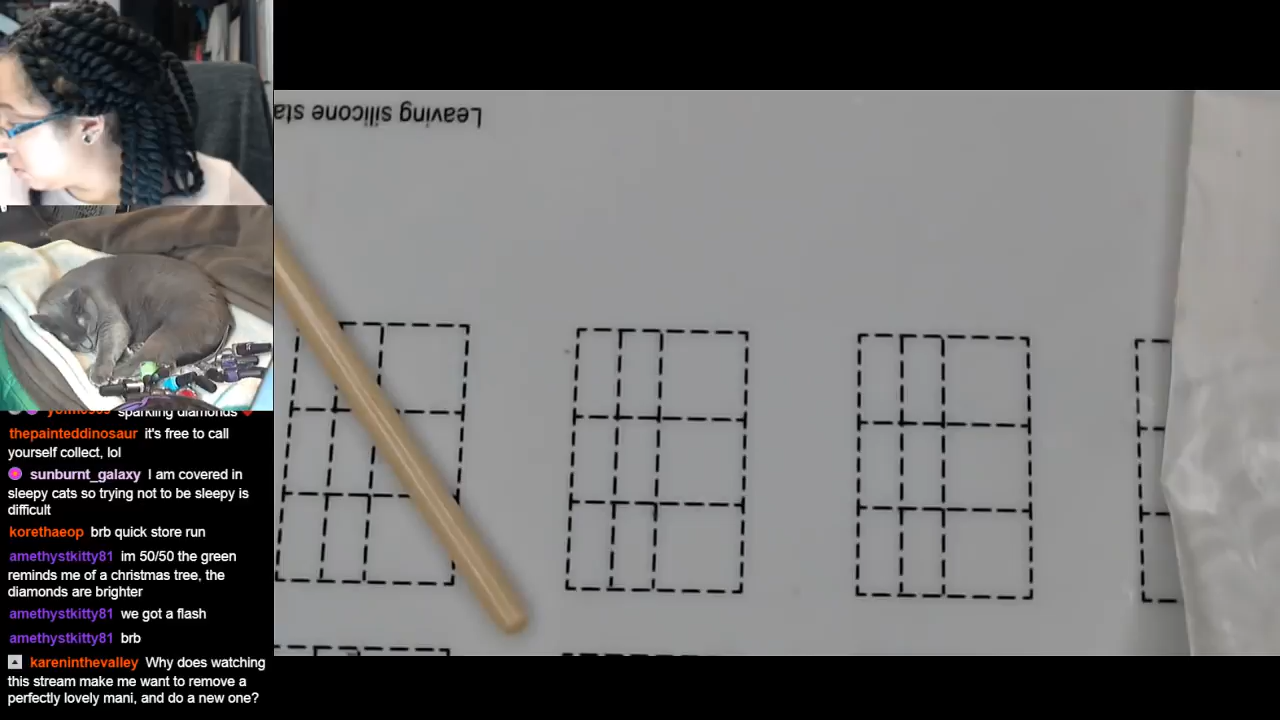 Leaving silicone sta
sparkling diamonds
thepainteddinosaur it's free to call
yourself collect, lol
sunburnt_galaxy I am covered in
sleepy cats so trying not to be sleepy is
difficult
korethaeop brb quick store run
amethystkitty81 im 50/50 the green
reminds me of a christmas tree, the
diamonds are brighter
amethystkitty81 we got a flash
amethystkitty81 brb
kareninthevalley Why does watching
this stream make me want to remove a
perfectly lovely mani, and do a new one?